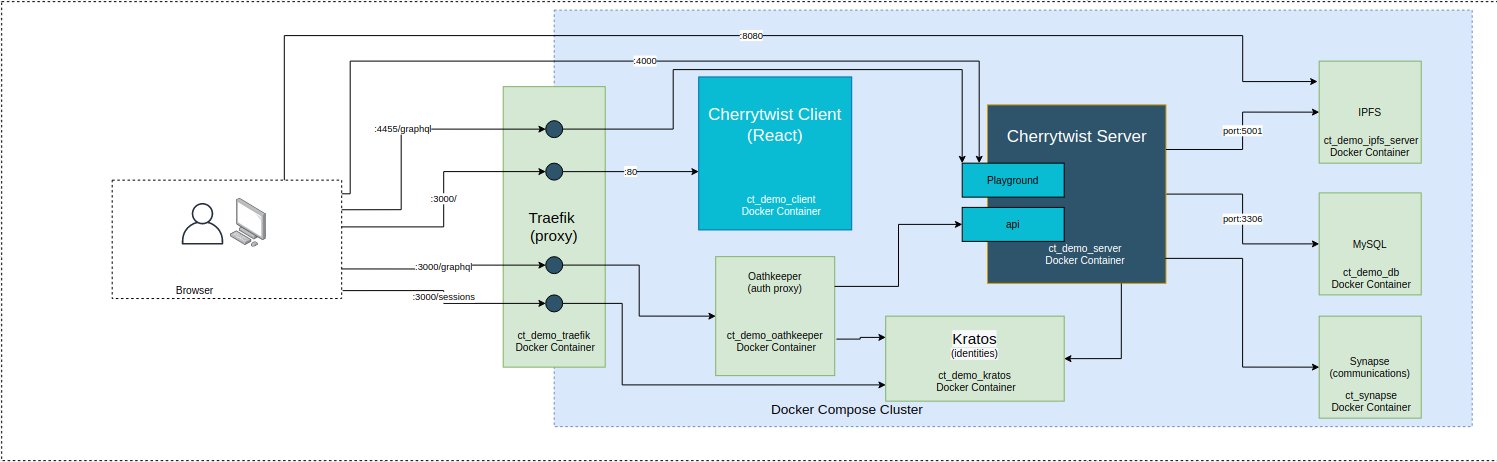 :8080
:4000
:4455/graphql
:80
:3000/
:3000/graphql
:3000/sessions
Browser
Traefik
(proxy)
ct_demo_traefik
Docker Container
Cherrytwist Client
(React)
ct_demo_client
Docker Container
Oathkeeper
(auth proxy)
ct_demo_oathkeeper
Docker Container
Cherrytwist Server
Playground
api
ct_demo_server
Docker Container
Kratos
(identities)
ct_demo_kratos
Docker Container
port:5001
port:3306
IPFS
ct_demo_ipfs_server
Docker Container
MySQL
ct_demo_db
Docker Container
Synapse
(communications)
ct_synapse
Docker Container
Docker Compose Cluster